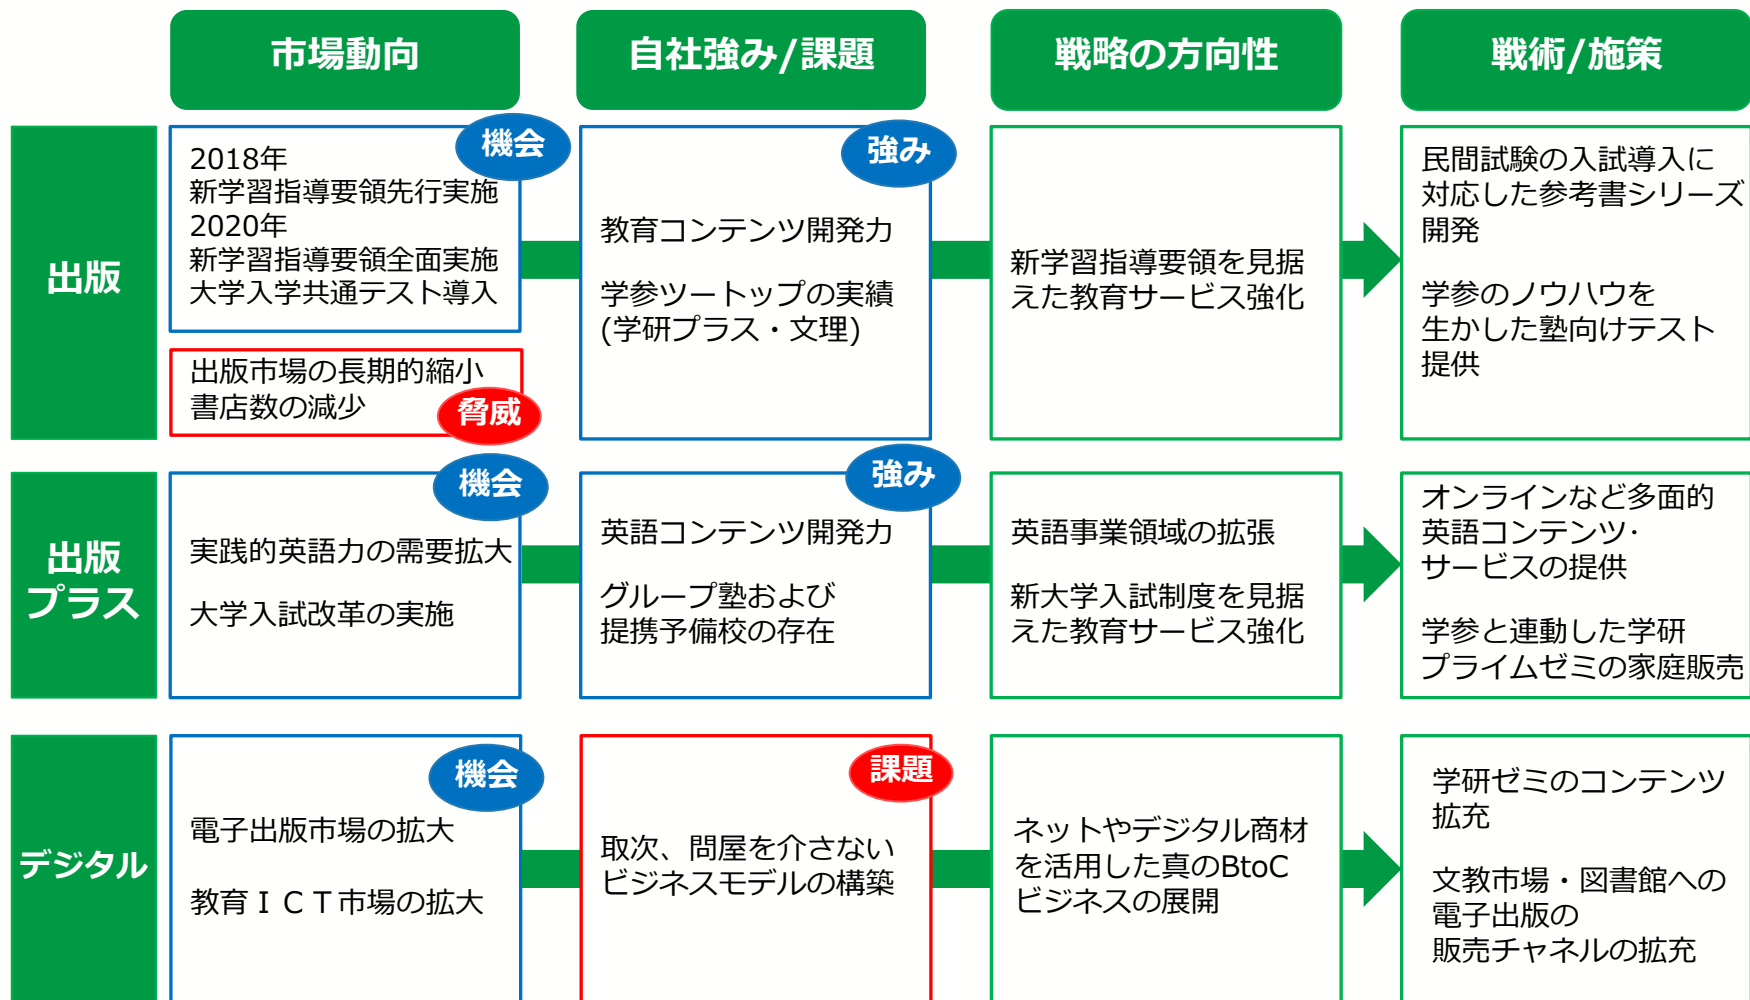 市場動向
自社強み/課題
戦略の方向性
戦術/施策
出版
機会
2018年
新学習指導要領先行実施
2020年
新学習指導要領全面実施
大学入学共通テスト導入
出版市場の長期的縮小
書店数の減少
脅威
強み
教育コンテンツ開発力
学参ツートップの実績
(学研プラス・文理)
新学習指導要領を見据
えた教育サービス強化
民間試験の入試導入に
対応した参考書シリーズ
開発
学参のノウハウを
生かした塾向けテスト
提供
出版
プラス
機会
実践的英語力の需要拡大
大学入試改革の実施
強み
英語コンテンツ開発力
グループ塾および
提携予備校の存在
英語事業領域の拡張
新大学入試制度を見据
えた教育サービス強化
オンラインなど多面的
英語コンテンツ・
サービスの提供
学参と連動した学研
プライムゼミの家庭販売
デジタル
機会
電子出版市場の拡大
教育ＩＣＴ市場の拡大
課題
取次、問屋を介さない
ビジネスモデルの構築
ネットやデジタル商材
を活用した真のBtoC
ビジネスの展開
学研ゼミのコンテンツ
拡充
文教市場・図書館への
電子出版の
販売チャネルの拡充